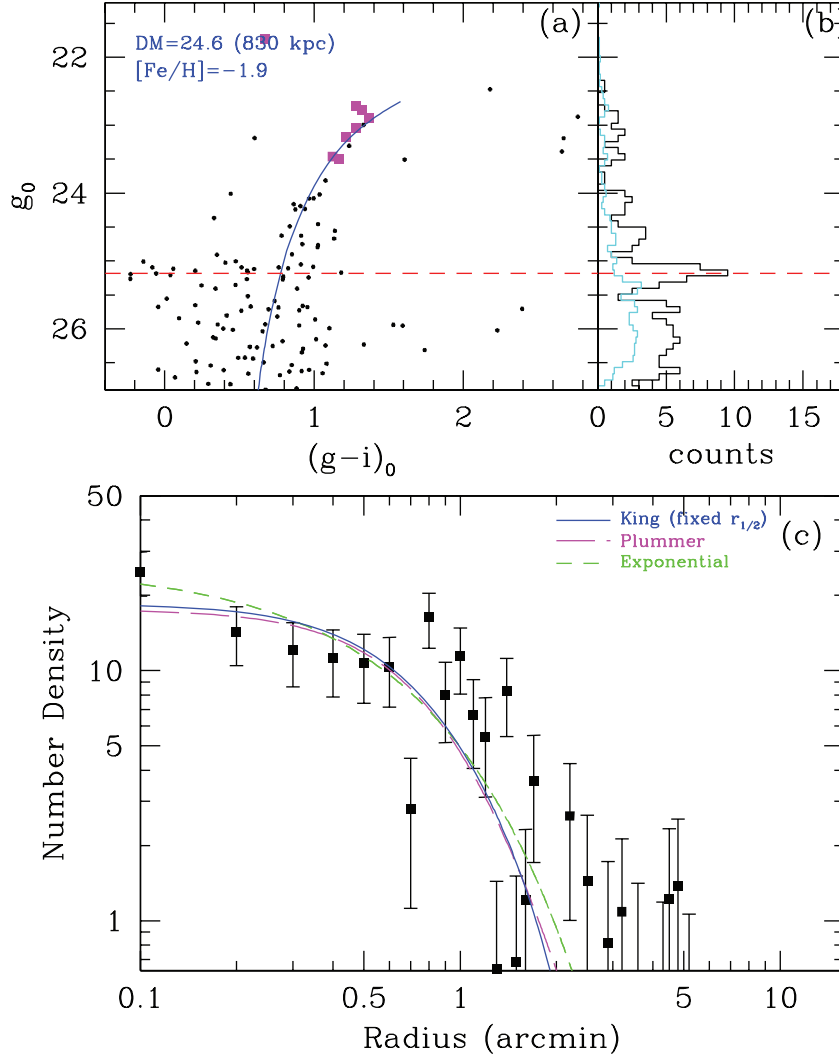 (a)
(b
DM=24.6 (830 kpc)
[Fe/H]=−1.9
22
24
26
g0
0 1 2
(g−i)0
0 5 10 15
counts
50
10
5
1
Number Density
King (fixed r1/2)
Plummer
Exponential
(c)
0.1 0.5 1 5 10
Radius (arcmin)